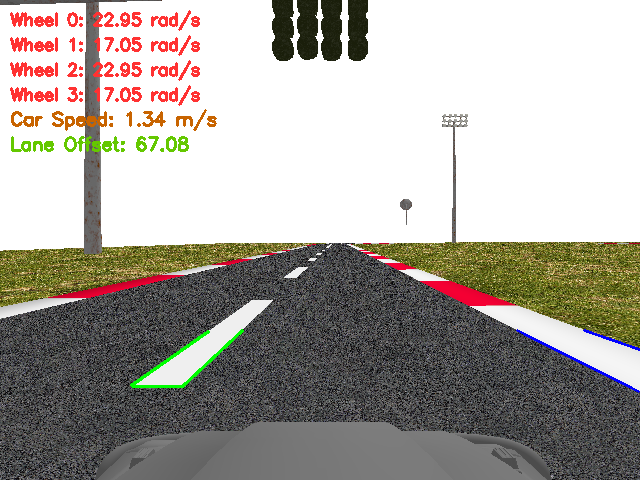 Wheel 0: 22.95 rad/s
Wheel 1: 17.05 rad/s
Wheel 2: 22.95 rad/s
Wheel 3: 17.05 rad/s
Car Speed: 1.34 m/s
Lane Offset: 67.08